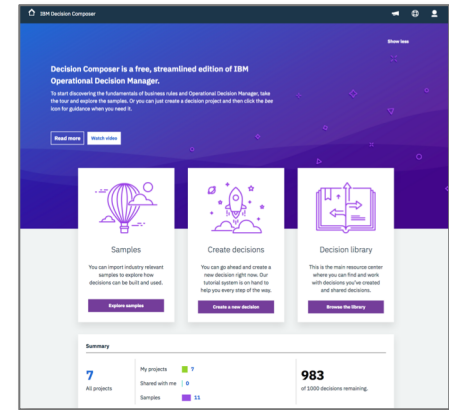 IBM Decision Composer
Show less
Decision Composer is a free, streamlined edition of IBM
Operational Decision Manager.
To start discovering the fundamentals of business rules and Operational Decision Manager, take
the tour and explore the samples. Or you can just create a decision project and then click the bee
icon for guidance when you need it.
Read more
Watch video
Samples
You can import industry relevant
samples to explore how
decisions can be built and used.
Explore samples
Create decisions
You can go ahead and create a
new decision right now. Our
tutorial system is on hand to
help you every step of the way.
Create a new decision
Decision library
This is the main resource center
where you can find and work
with decisions you've created
and shared decisions.
Browse the library
Summary
7
All projects
My projects 7
Shared with me 0
Samples 11
983
of 1000 decisions remaining.